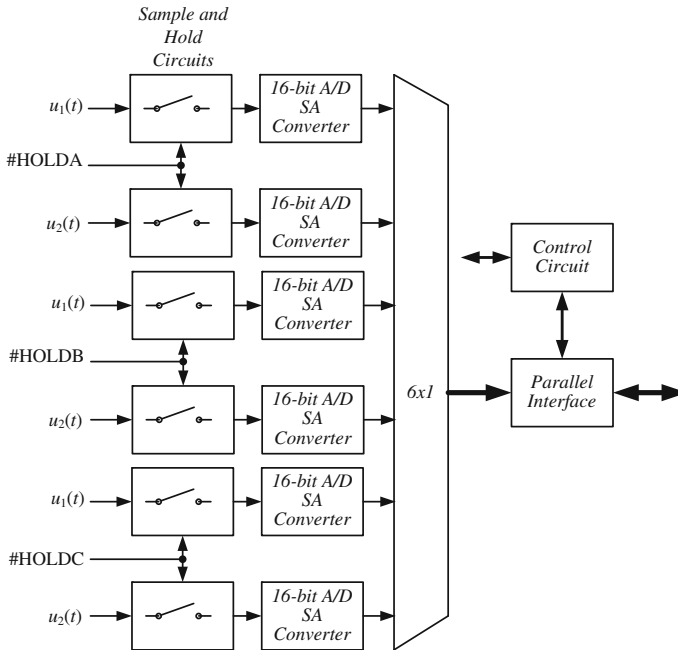 Sample and
Hold
Circuits
u1(t)
16-bit A/D
SA
Converter
#HOLDA
u2(t)
16-bit A/D
SA
Converter
u1(t)
16-bit A/D
SA
Converter
#HOLDB
u2(t)
16-bit A/D
SA
Converter
u1(t)
16-bit A/D
SA
Converter
#HOLDC
u2(t)
16-bit A/D
SA
Converter
6x1
Control
Circuit
Parallel
Interface